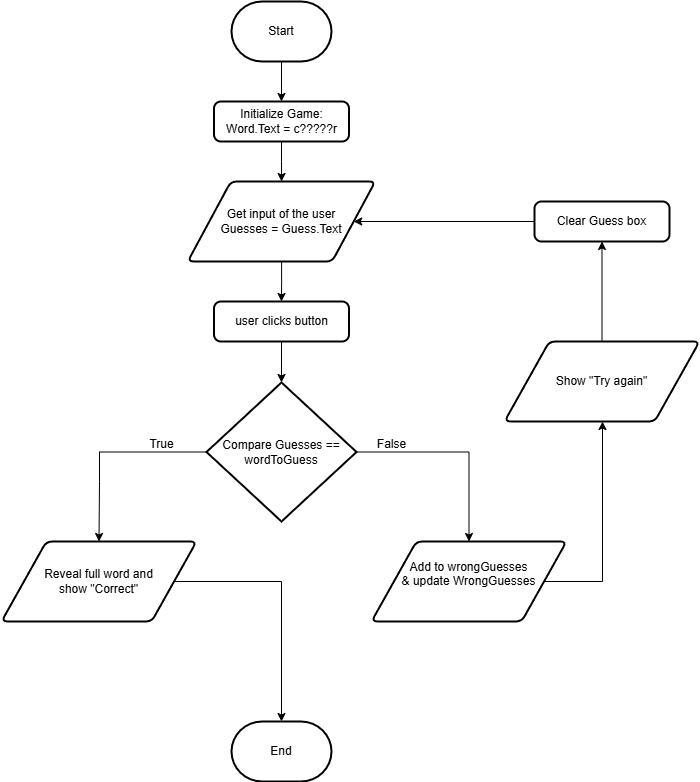 Start
Initialize Game:
Word.Text = c?????r
Get input of the user
Guesses = Guess.Text
Clear Guess box
user clicks button
Show "Try again"
True
False
Compare Guesses ==
wordToGuess
Reveal full word and
show "Correct"
Add to wrongGuesses
& update WrongGuesses
End